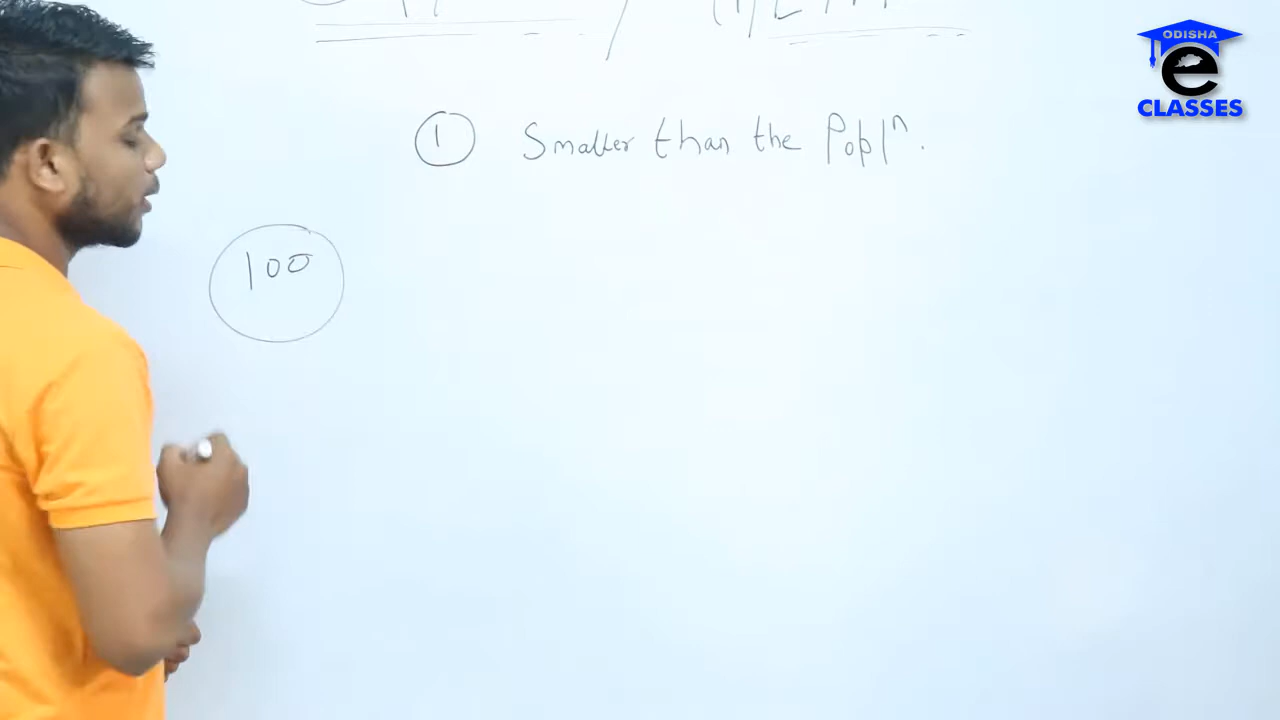 ODISHA
e
CLASSES
① Smaller than the Popl^n.
100